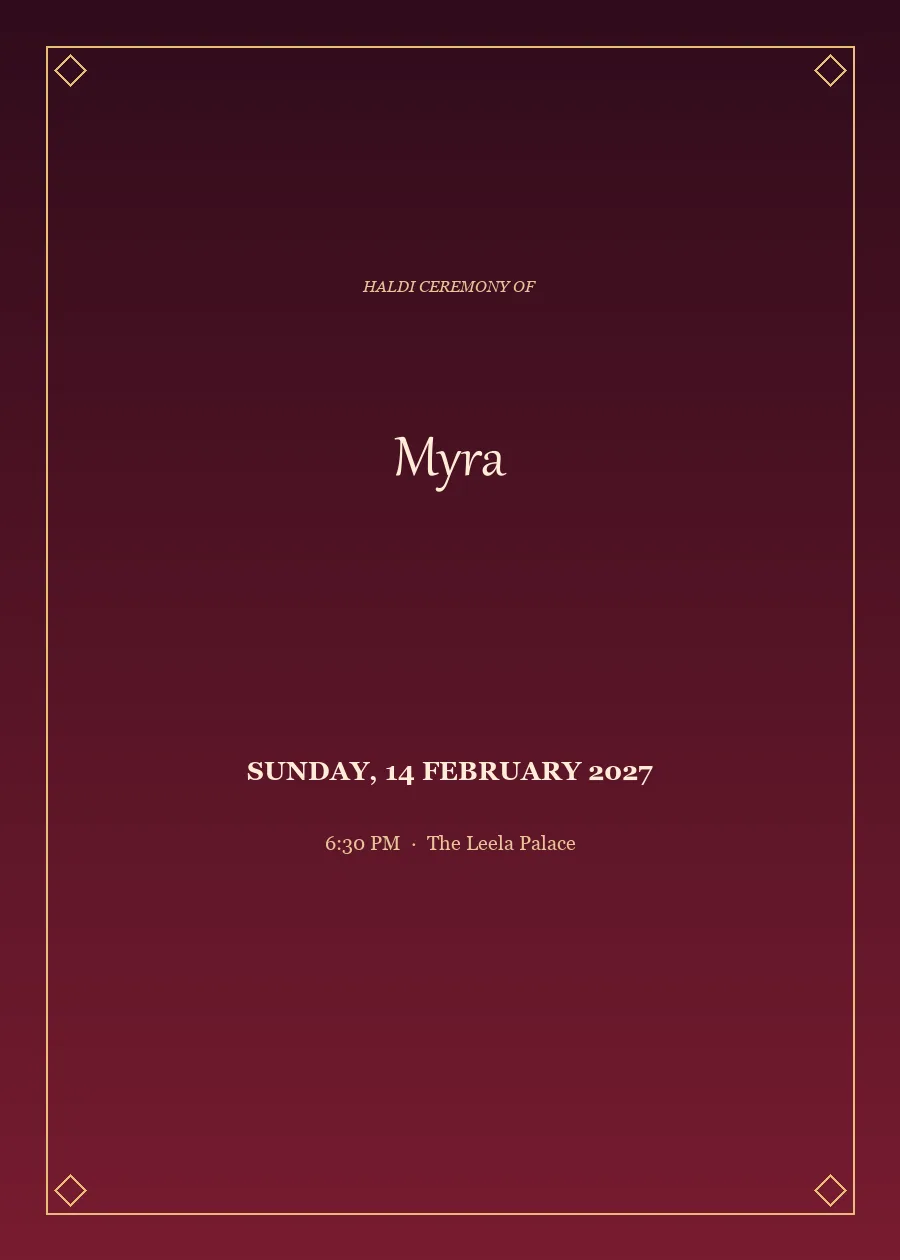 HALDI CEREMONY OF
Myra
SUNDAY, 14 FEBRUARY 2027
6:30 PM · The Leela Palace